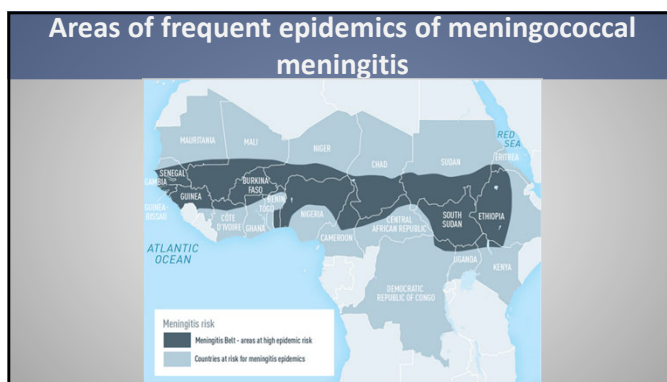 Areas of frequent epidemics of meningococcal
meningitis
RED
SEA
MAURITANIA
MALI
NIGER
CHAD
SUDAN
ERITREA
SENEGAL
GAMBIA
GUINEA-
BISSAU
GUINEA
BURKINA
FASO
BENIN
TOGO
CÔTE
D'IVOIRE
GHANA
NIGERIA
CAMEROON
CENTRAL
AFRICAN REPUBLIC
SOUTH
SUDAN
ETHIOPIA
UGANDA
KENYA
ATLANTIC
OCEAN
DEMOCRATIC
REPUBLIC OF CONGO
Meningitis risk
Meningitis Belt - areas at high epidemic risk
Countries at risk for meningitis epidemics